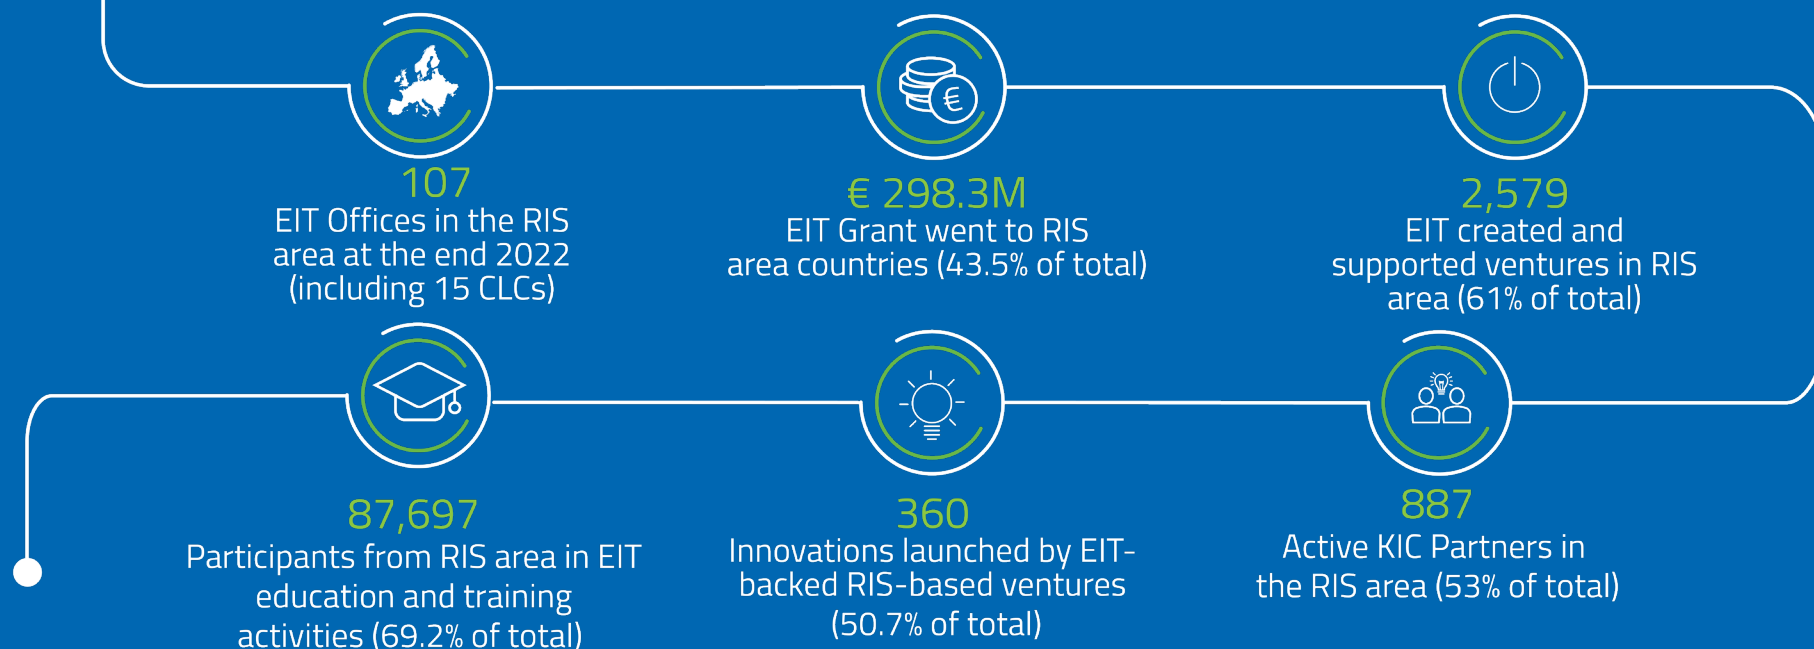 107
EIT Offices in the RIS
area at the end 2022
(including 15 CLCs)
€
€ 298.3M
EIT Grant went to RIS
area countries (43.5% of total)
2,579
EIT created and
supported ventures in RIS
area (61% of total)
87,697
Participants from RIS area in EIT
education and training
activities (69.2% of total)
360
Innovations launched by EIT-
backed RIS-based ventures
(50.7% of total)
887
Active KIC Partners in
the RIS area (53% of total)